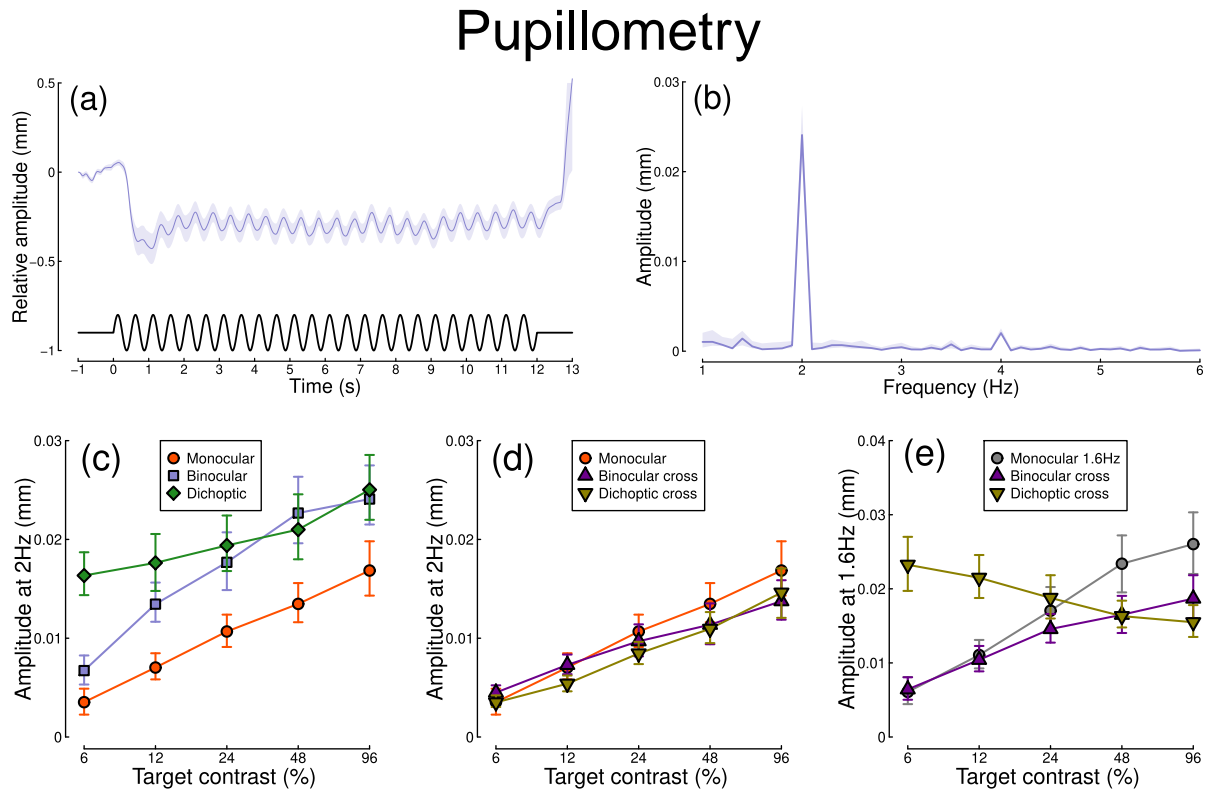 Pupillometry
(a)
Relative amplitude (mm)
0.5
0
−0.5
−1
−1 0 1 2 3 4 5 6 7 8 9 10 11 12 13
Time (s)
(b)
Amplitude (mm)
0.03
0.02
0.01
0
1 2 3 4 5 6
Frequency (Hz)
(c)
Monocular
Binocular
Dichoptic
Amplitude at 2Hz (mm)
0.03
0.02
0.01
0
6 12 24 48 96
Target contrast (%)
(d)
Monocular
Binocular cross
Dichoptic cross
Amplitude at 2Hz (mm)
0.03
0.02
0.01
0
6 12 24 48 96
Target contrast (%)
(e)
Monocular 1.6Hz
Binocular cross
Dichoptic cross
Amplitude at 1.6Hz (mm)
0.04
0.03
0.02
0.01
0
6 12 24 48 96
Target contrast (%)